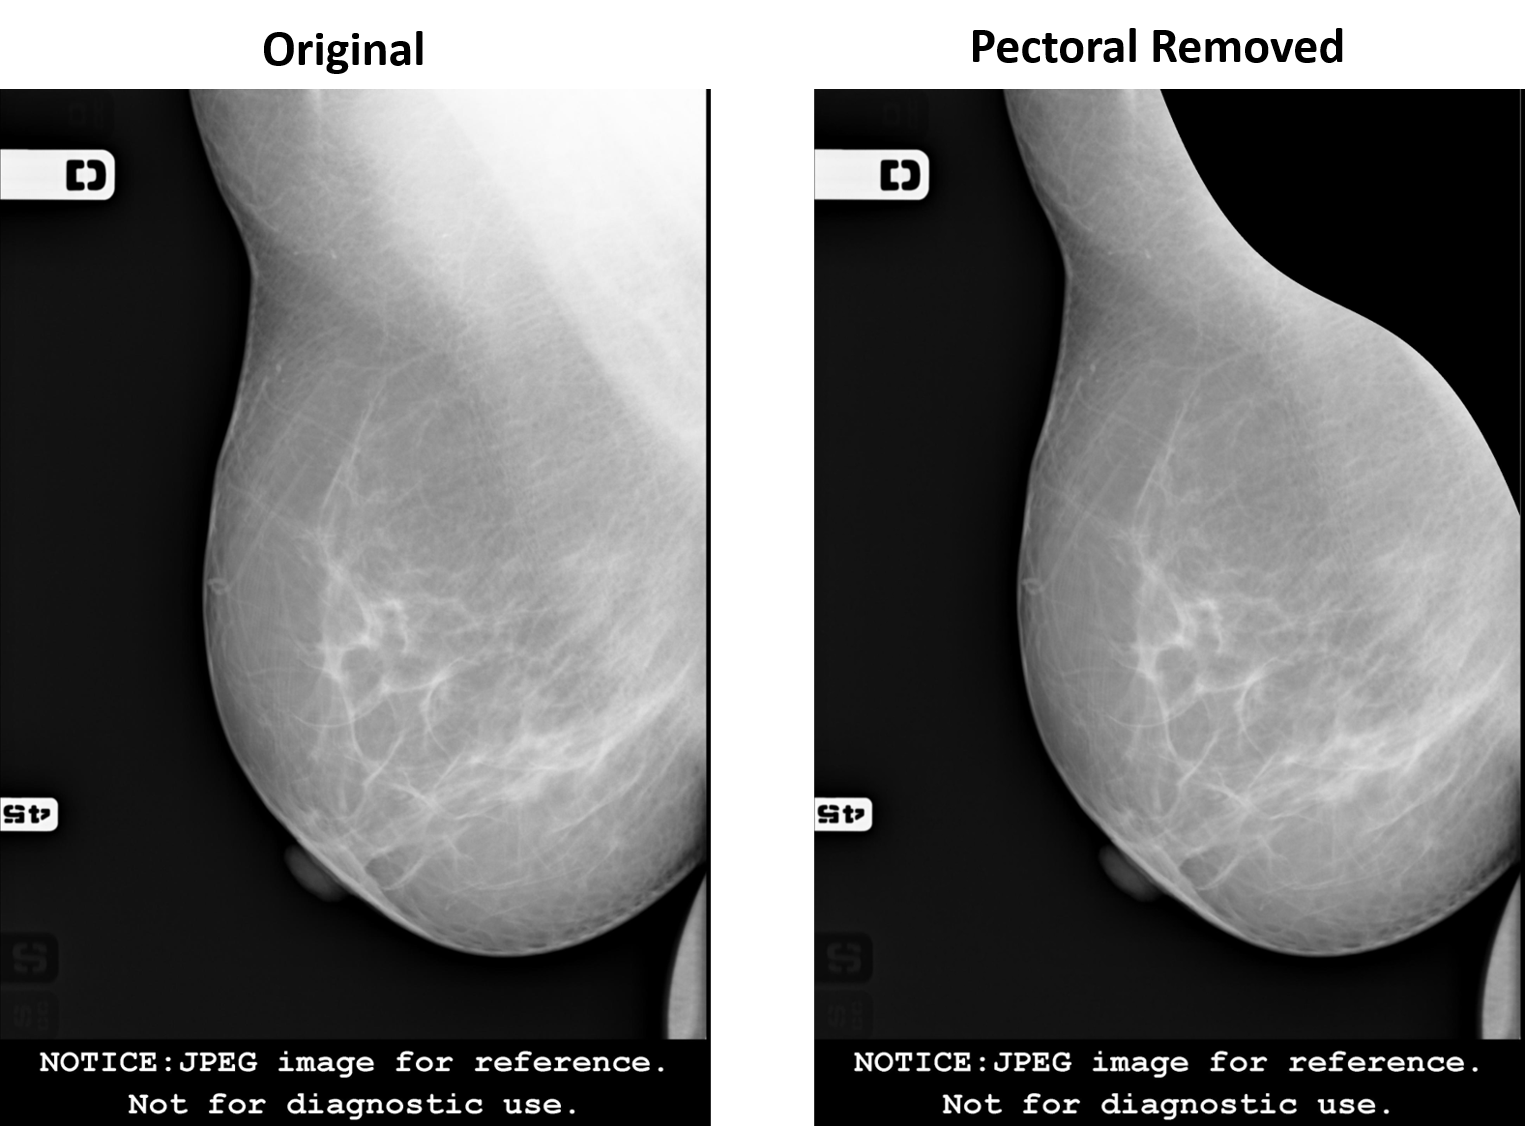 Original
Pectoral Removed
NOTICE:JPEG image for reference.
Not for diagnostic use.
NOTICE:JPEG image for reference.
Not for diagnostic use.